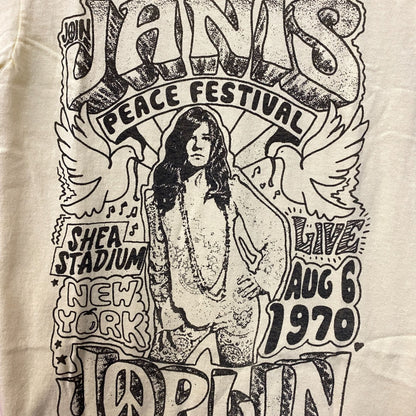 JOIN
JANIS
PEACE FESTIVAL
SHEA
STADIUM
NEW
YORK
LIVE
AUG 6
1970
JOPLIN